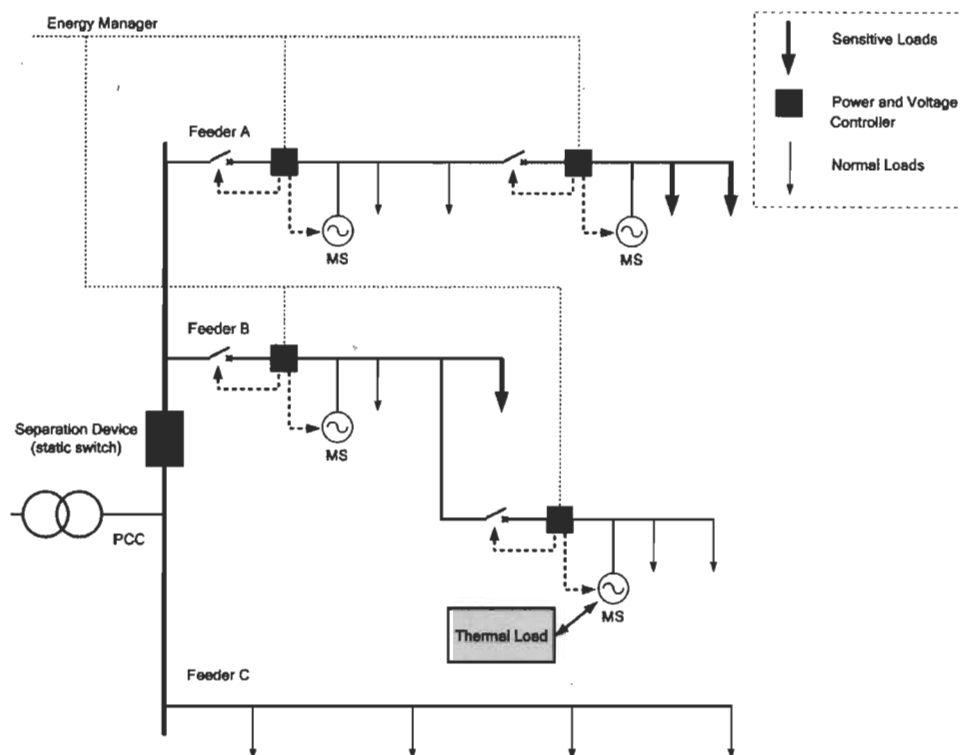 Energy Manager
Sensitive Loads
Power and Voltage
Controller
Normal Loads
Feeder A
MS
MS
Feeder B
MS
Separation Device
(static switch)
PCC
MS
Thermal Load
Feeder C